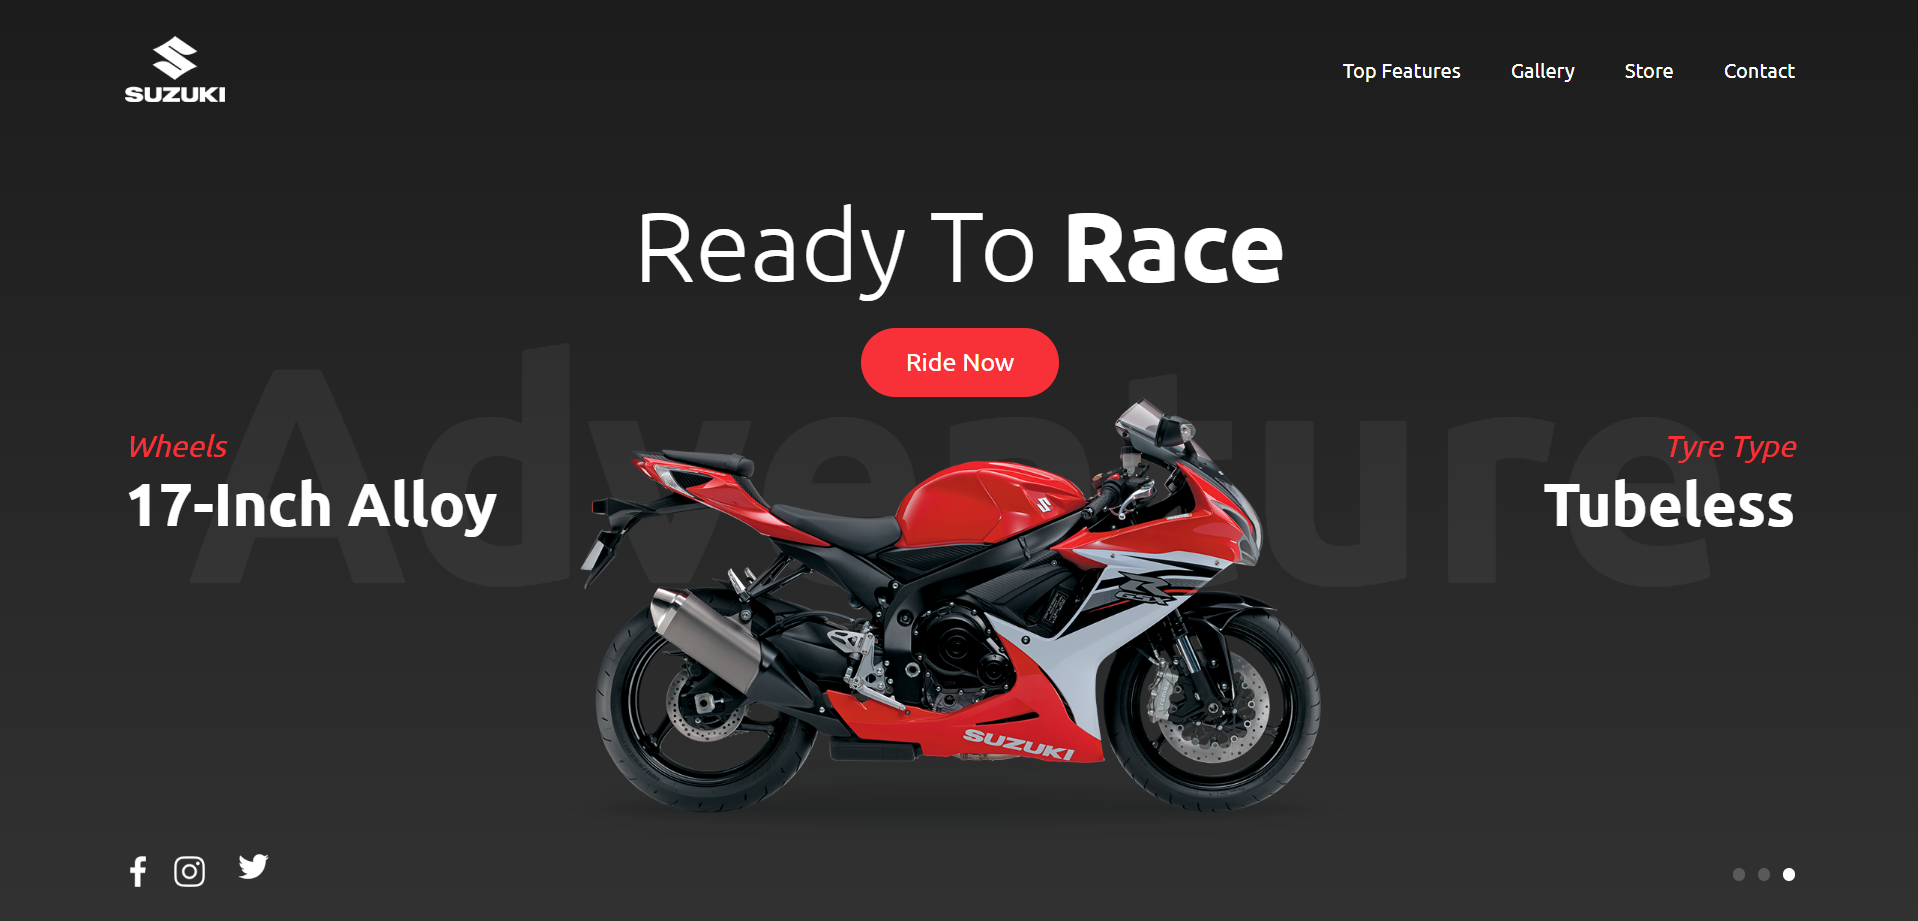 SUZUKI
Top Features
Gallery
Store
Contact
Ready To Race
Ride Now
Adventure
Wheels
17-Inch Alloy
Tyre Type
Tubeless
R
GSX
SUZUKI